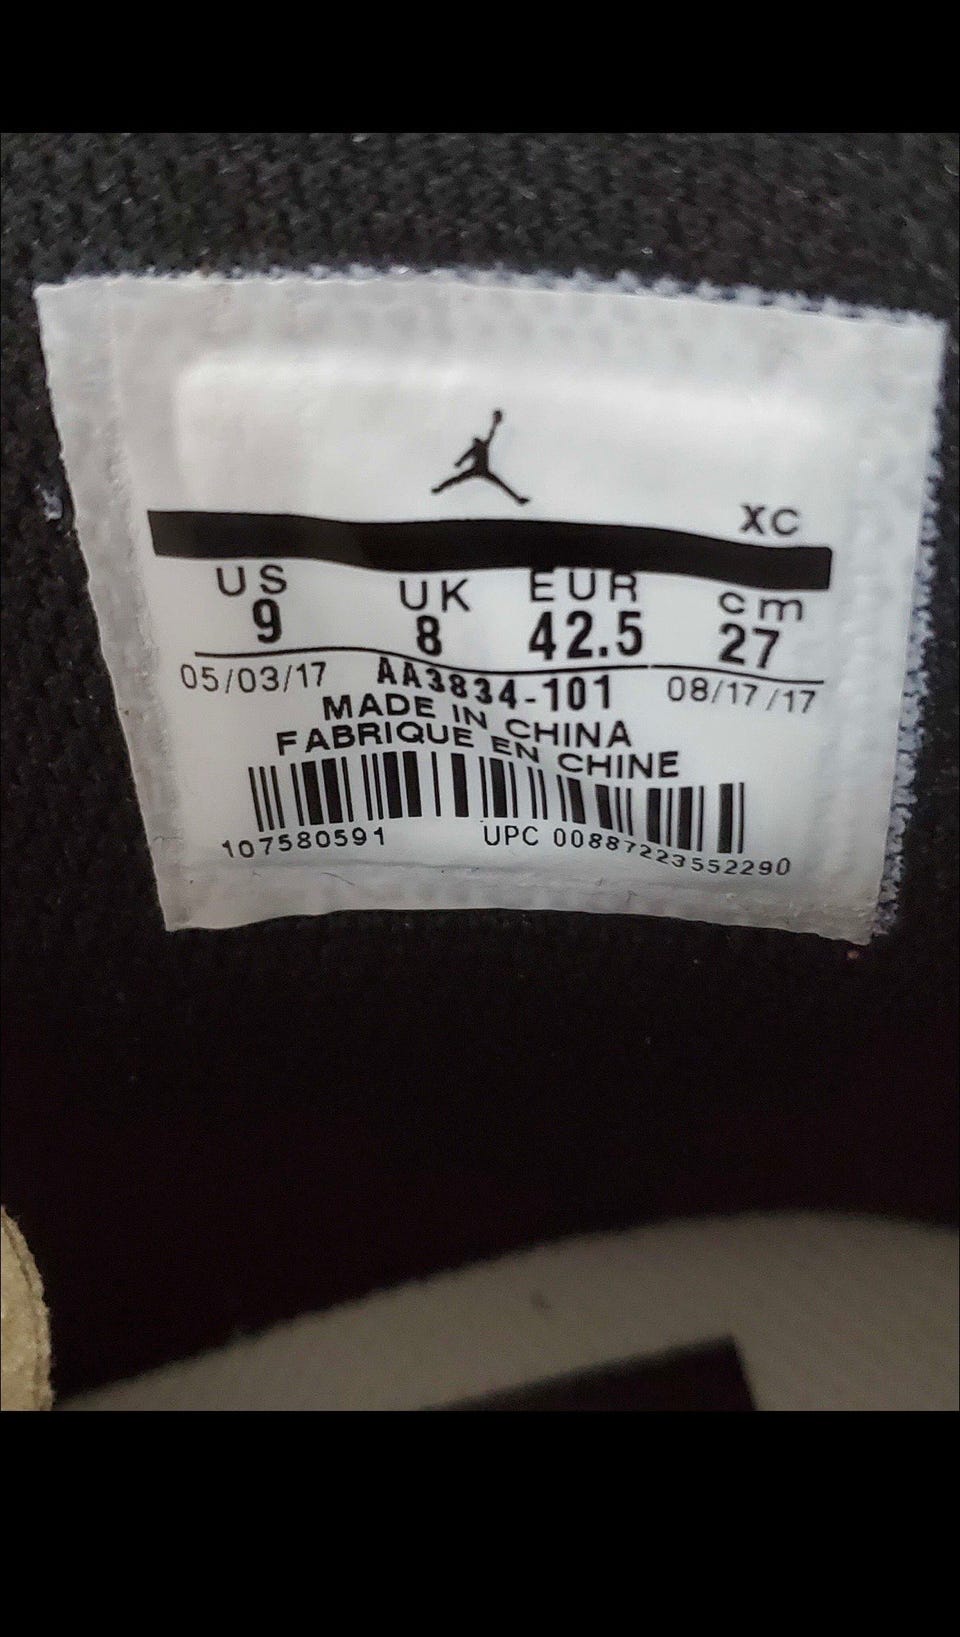 XC
US UK EUR cm
9 8 42.5 27
05/03/17 AA3834-101 08/17/17
MADE IN CHINA
FABRIQUE EN CHINE
107580591 UPC 00887223552290